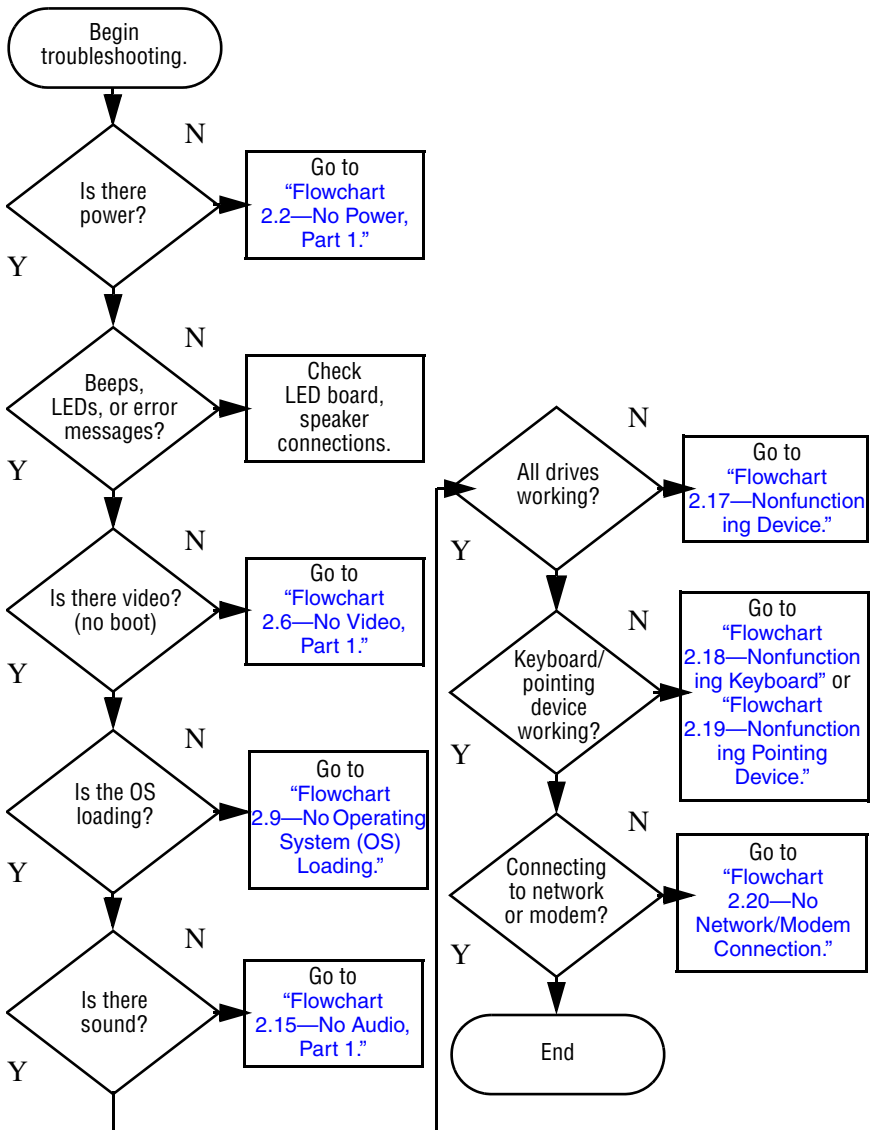 Begin
troubleshooting.
N
Is there
power?
Go to
“Flowchart
2.2—No Power,
Part 1.”
Y
N
Beeps,
LEDs, or error
messages?
Check
LED board,
speaker
connections.
Y
N
Is there video?
(no boot)
Go to
“Flowchart
2.6—No Video,
Part 1.”
Y
N
Is the OS
loading?
Go to
“Flowchart
2.9—No Operating
System (OS)
Loading.”
Y
N
Is there
sound?
Go to
“Flowchart
2.15—No Audio,
Part 1.”
Y
N
All drives
working?
Go to
“Flowchart
2.17—Nonfunction
ing Device.”
Y
N
Keyboard/
pointing
device
working?
Go to
“Flowchart
2.18—Nonfunction
ing Keyboard” or
“Flowchart
2.19—Nonfunction
ing Pointing
Device.”
Y
N
Connecting
to network
or modem?
Go to
“Flowchart
2.20—No
Network/Modem
Connection.”
Y
End